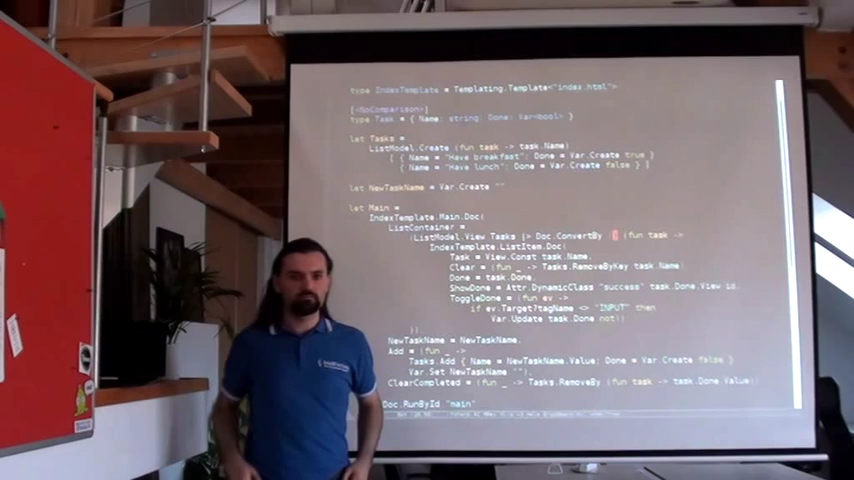 type IndexTemplate = Templating.Template<"index.html">
[<NoComparison>]
type Task = { Name: string; Done: Var<bool> }
let Tasks =
ListModel.Create (fun task -> task.Name)
[ { Name = "Have breakfast"; Done = Var.Create true }
{ Name = "Have lunch"; Done = Var.Create false } ]
let NewTaskName = Var.Create ""
let Main =
IndexTemplate.Main.Doc(
ListContainer =
(ListModel.View Tasks |> Doc.ConvertBy (fun task ->
IndexTemplate.ListItem.Doc(
Task = View.Const task.Name,
Clear = (fun _ -> Tasks.RemoveByKey task.Name)
Done = task.Done,
ShowDone = Attr.DynamicClass "success" task.Done.View id,
ToggleDone = (fun ev ->
if ev.Target?tagName <> "INPUT" then
Var.Update task.Done not)
))
NewTaskName = NewTaskName,
Add = (fun _ ->
Tasks.Add { Name = NewTaskName.Value; Done = Var.Create false }
Var.Set NewTaskName ""),
ClearCompleted = (fun _ -> Tasks.RemoveBy (fun task -> task.Done.Value))
Doc.RunById "main"